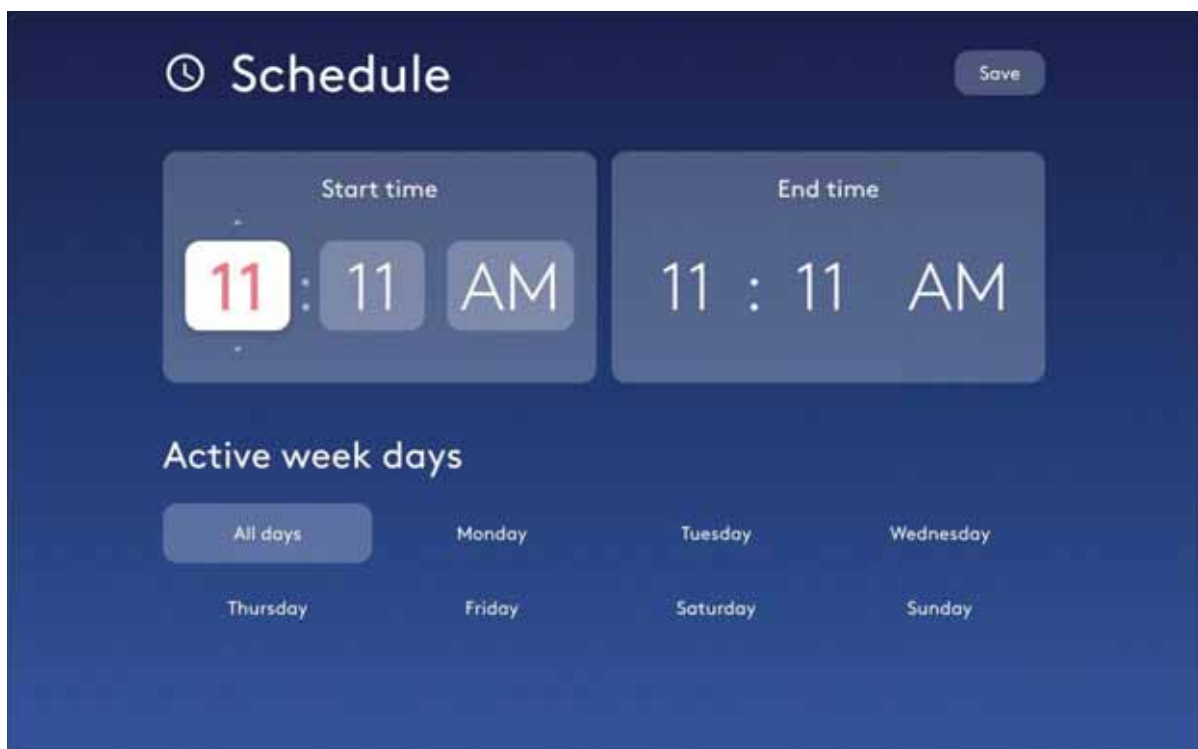 Schedule
Save
Start time
11 : 11 AM
End time
11 : 11 AM
Active week days
All days Monday Tuesday Wednesday
Thursday Friday Saturday Sunday